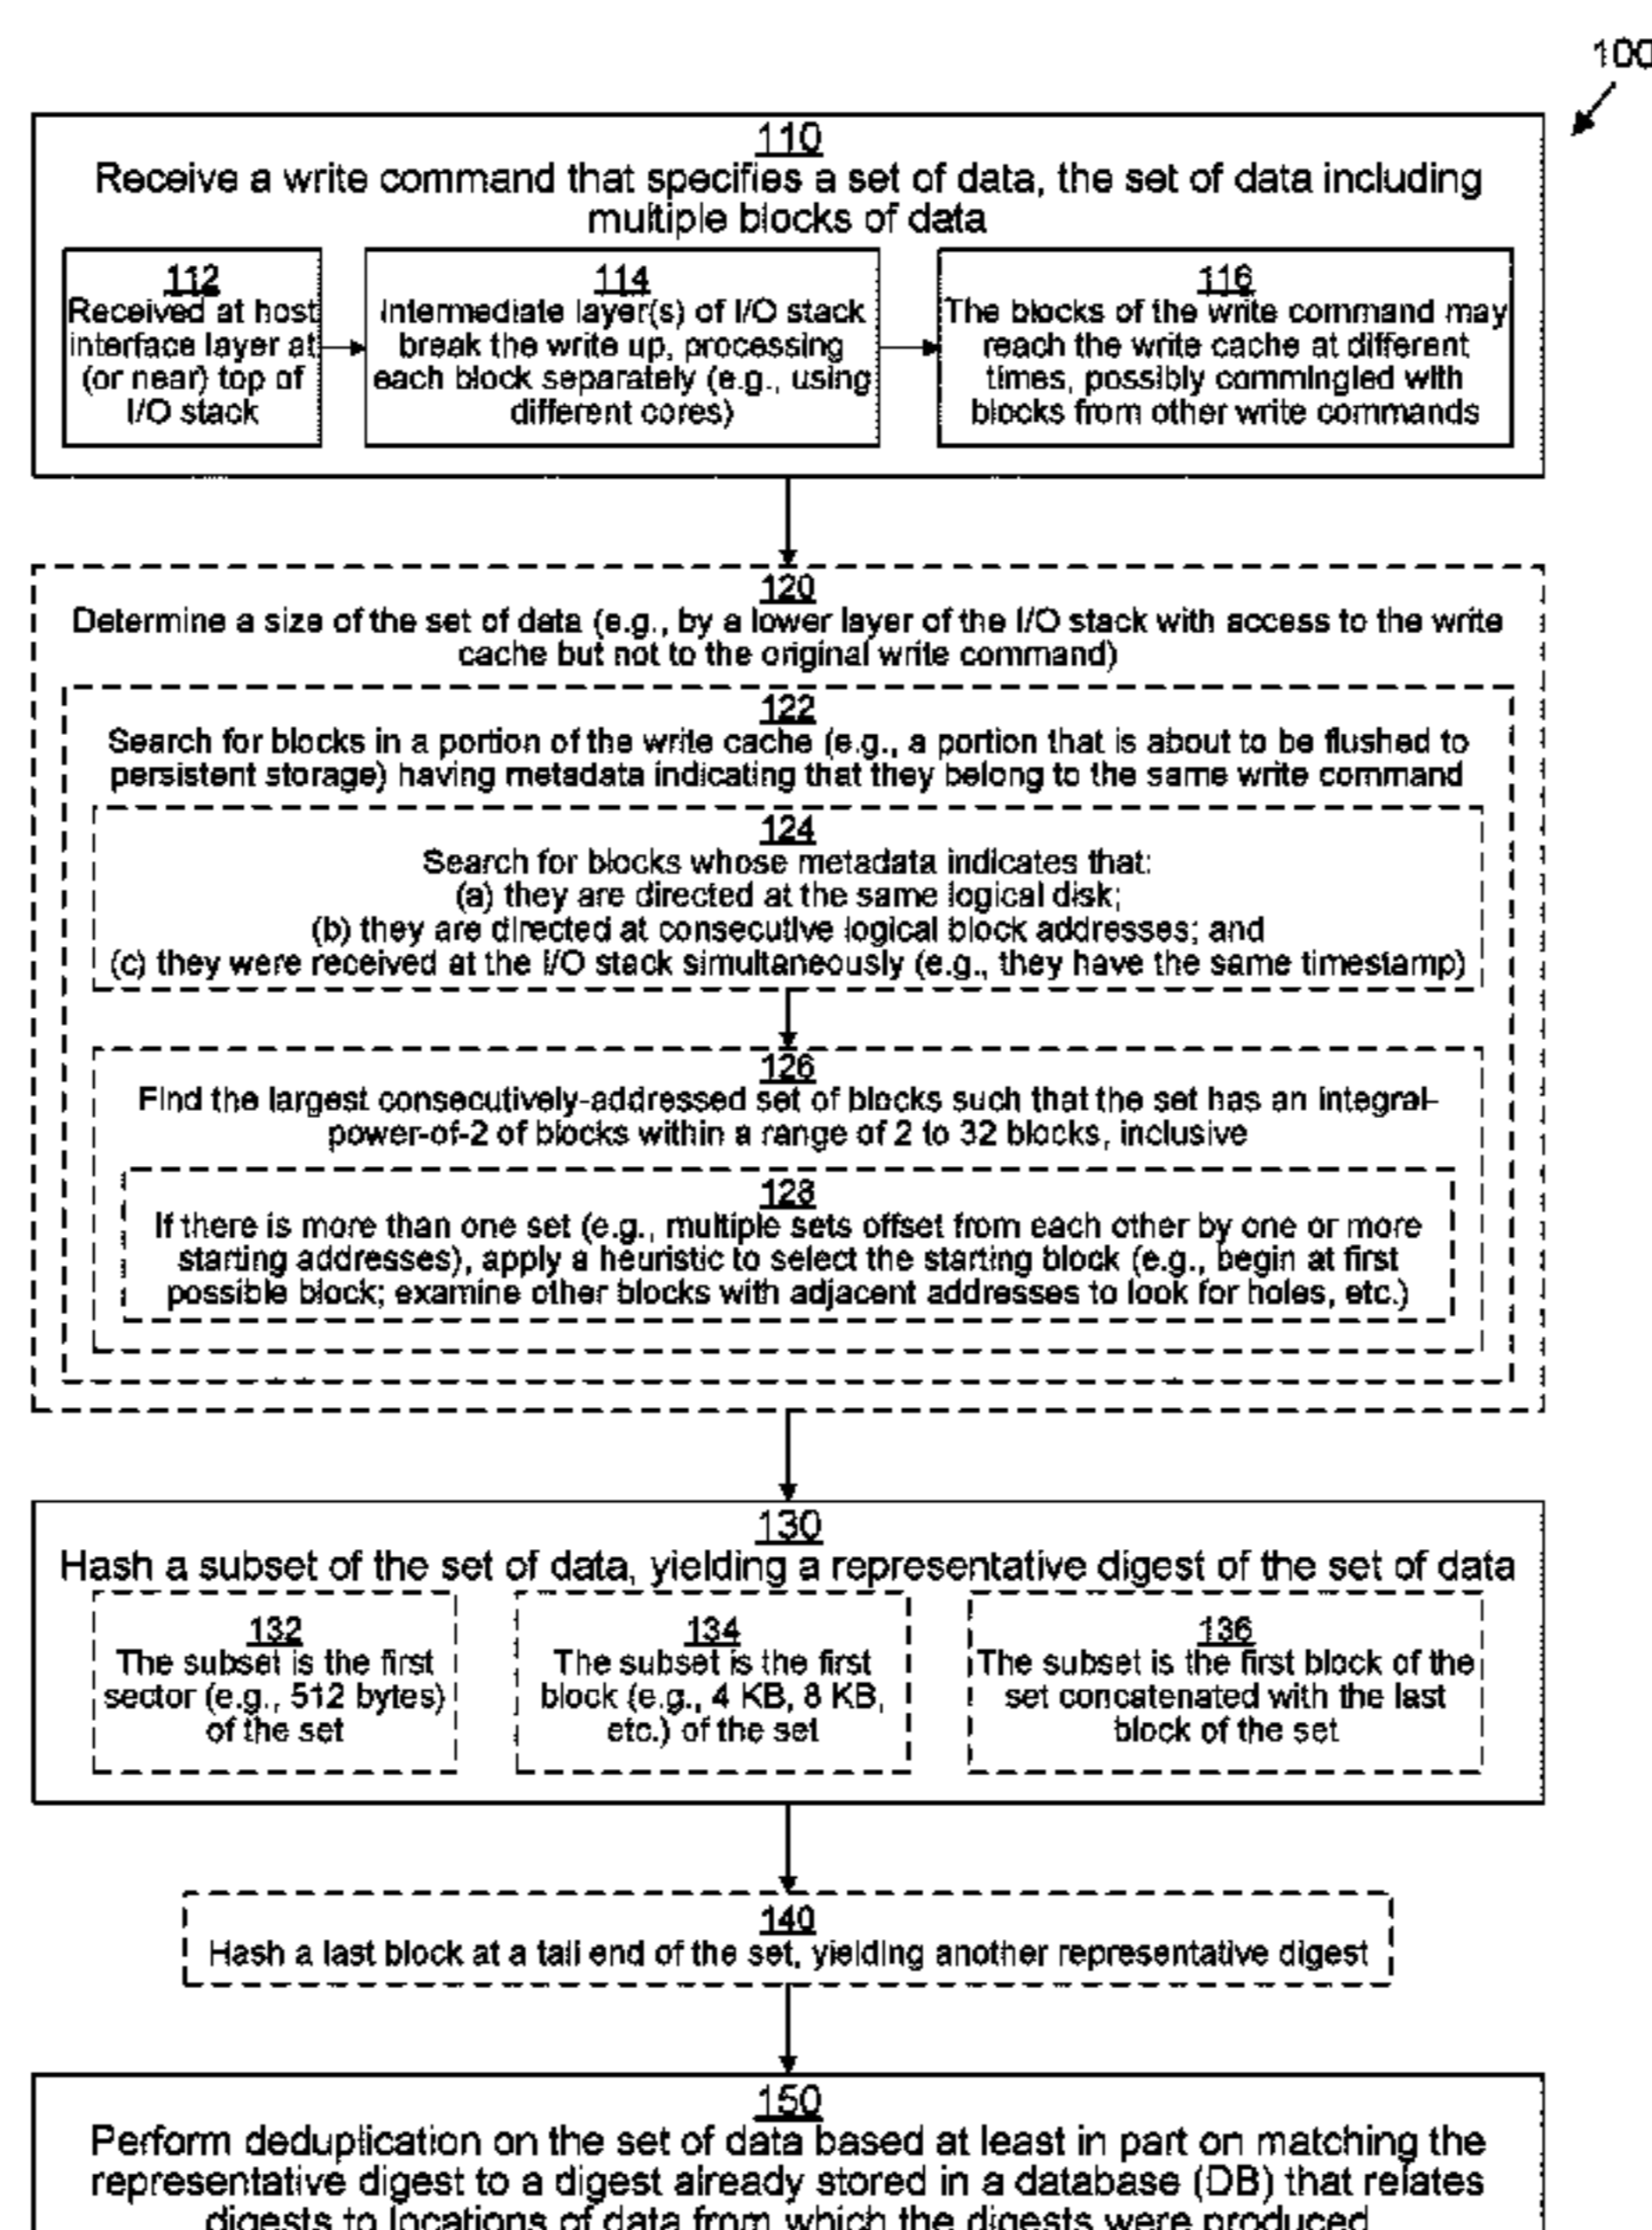 100
110
Receive a write command that specifies a set of data, the set of data including
multiple blocks of data
112
Received at host
interface layer at
(or near) top of
I/O stack
114
Intermediate layer(s) of I/O stack
break the write up, processing
each block separately (e.g., using
different cores)
116
The blocks of the write command may
reach the write cache at different
times, possibly commingled with
blocks from other write commands
120
Determine a size of the set of data (e.g., by a lower layer of the I/O stack with access to the write
cache but not to the original write command)
122
Search for blocks in a portion of the write cache (e.g., a portion that is about to be flushed to
persistent storage) having metadata indicating that they belong to the same write command
124
Search for blocks whose metadata indicates that:
(a) they are directed at the same logical disk;
(b) they are directed at consecutive logical block addresses; and
(c) they were received at the I/O stack simultaneously (e.g., they have the same timestamp)
126
Find the largest consecutively-addressed set of blocks such that the set has an integral-
power-of-2 of blocks within a range of 2 to 32 blocks, inclusive
128
If there is more than one set (e.g., multiple sets offset from each other by one or more
starting addresses), apply a heuristic to select the starting block (e.g., begin at first
possible block; examine other blocks with adjacent addresses to look for holes, etc.)
130
Hash a subset of the set of data, yielding a representative digest of the set of data
132
The subset is the first
sector (e.g., 512 bytes)
of the set
134
The subset is the first
block (e.g., 4 KB, 8 KB,
etc.) of the set
136
The subset is the first block of the
set concatenated with the last
block of the set
140
Hash a last block at a tail end of the set, yielding another representative digest
150
Perform deduplication on the set of data based at least in part on matching the
representative digest to a digest already stored in a database (DB) that relates
digests to locations of data from which the digests were produced